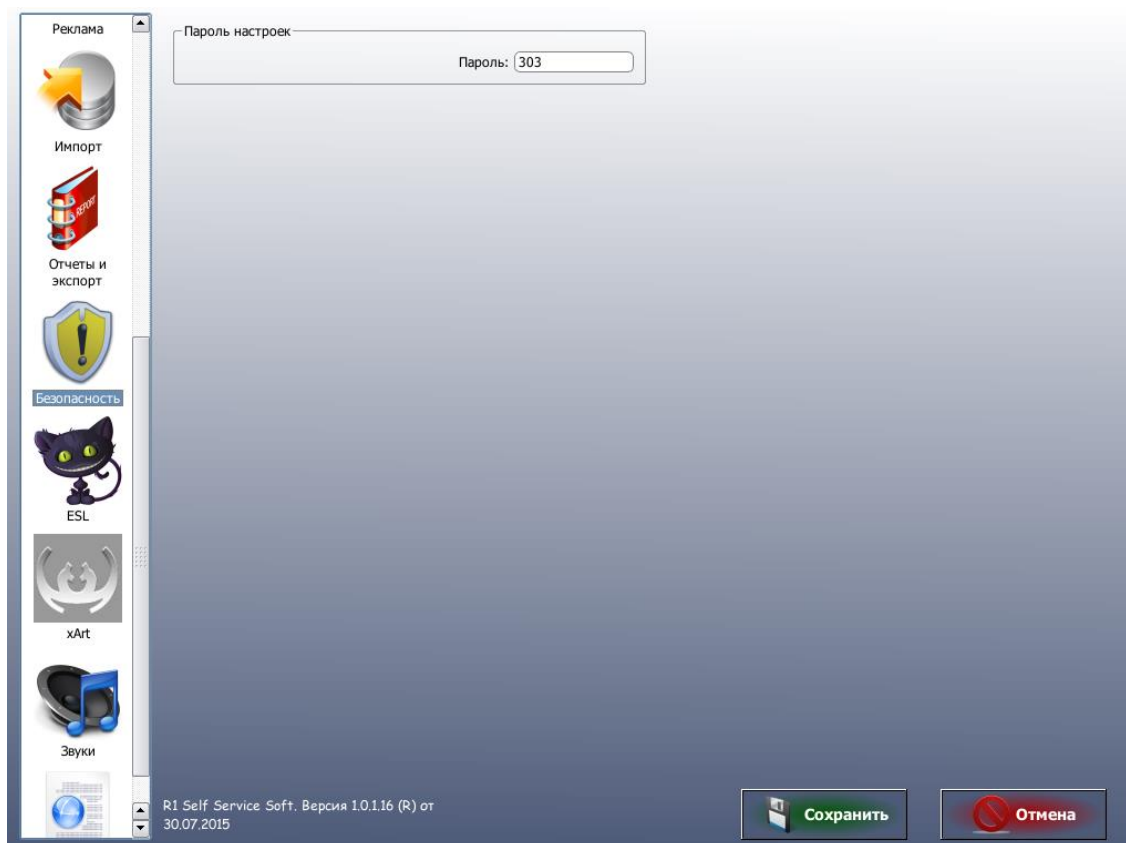 Реклама
Импорт
REPORT
Отчеты и
экспорт
Безопасность
ESL
xArt
Звуки
Пароль настроек
Пароль: 303
R1 Self Service Soft. Версия 1.0.1.16 (R) от
30.07.2015
Сохранить
Отмена